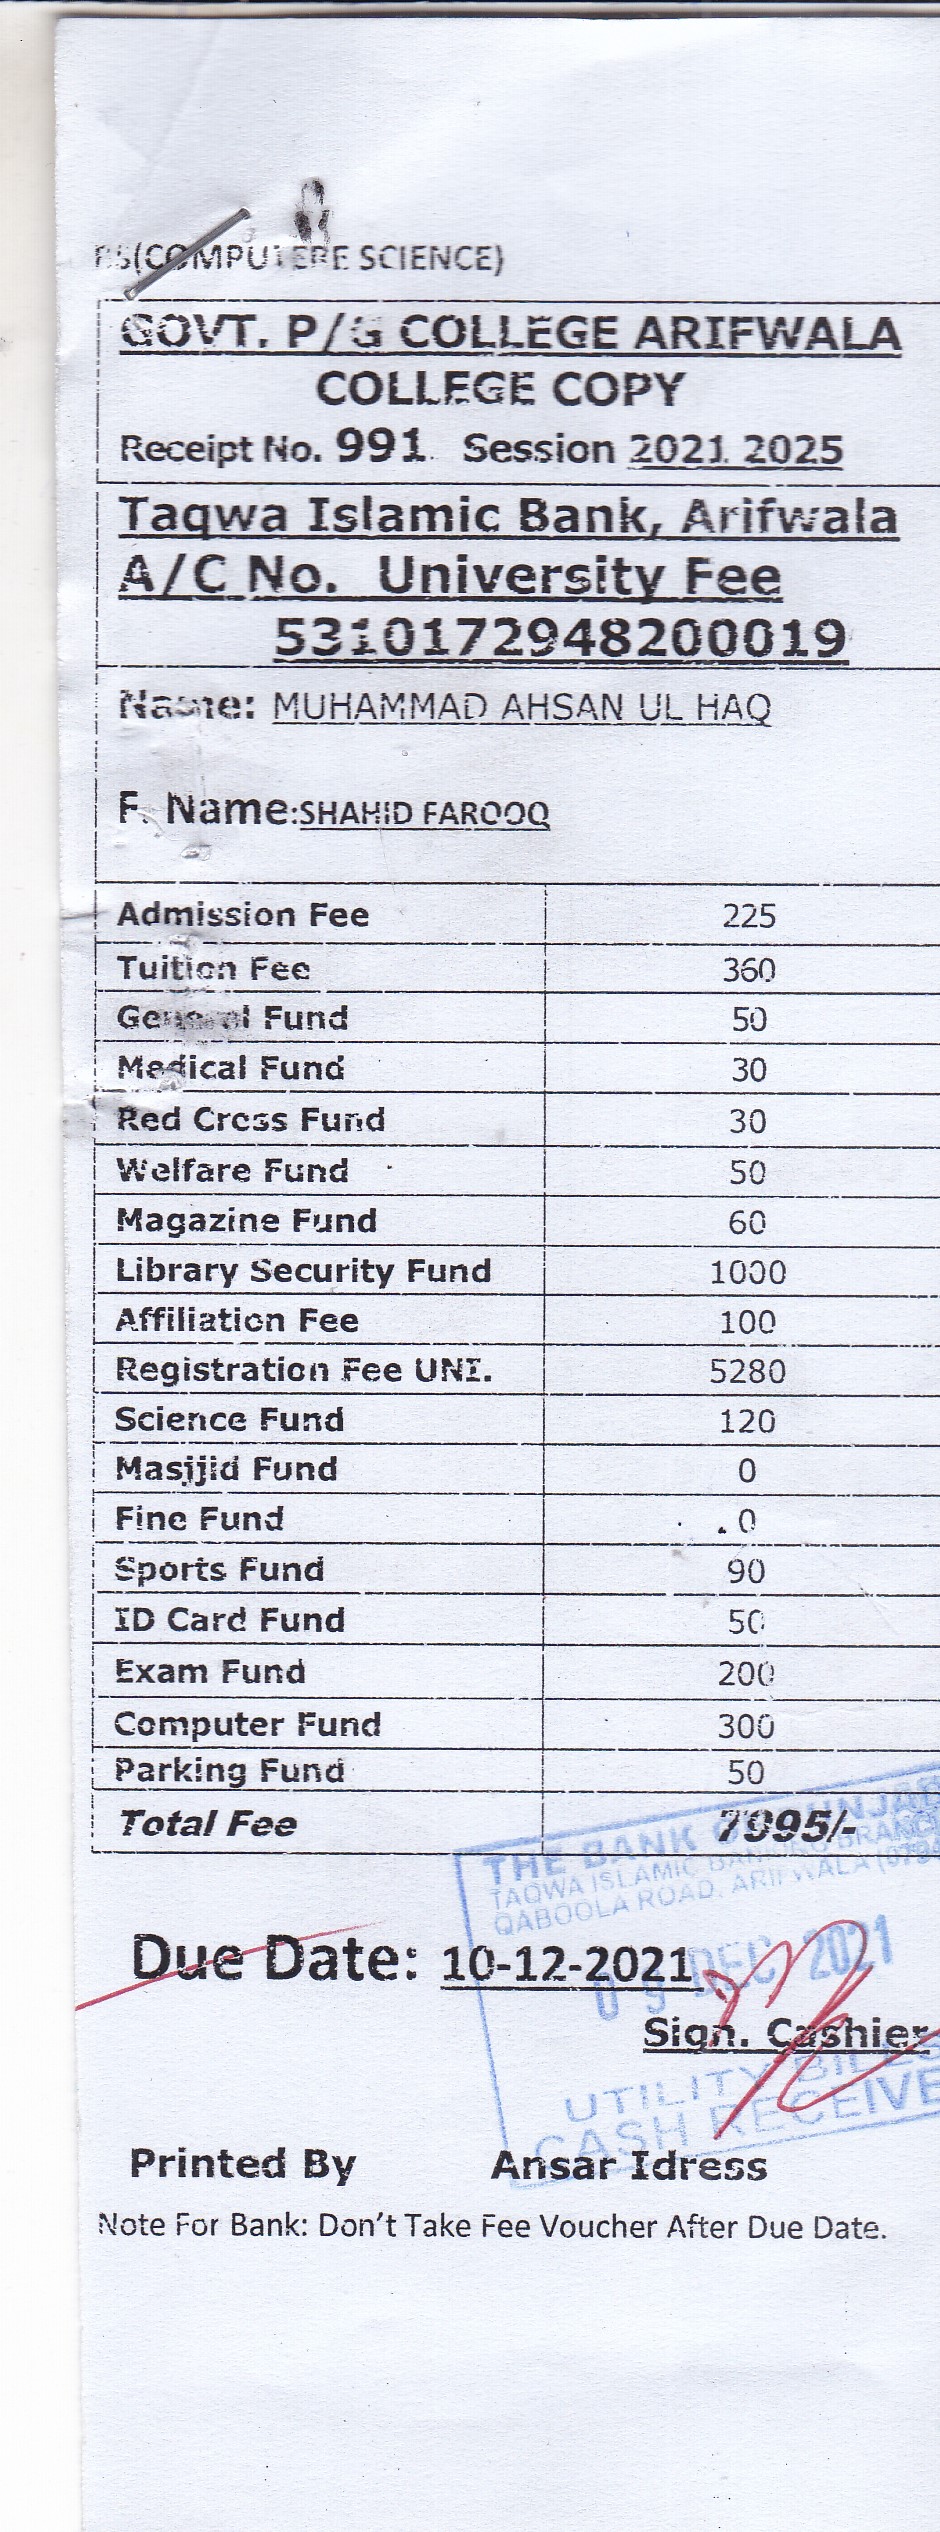 BS(COMPUTERE SCIENCE)
GOVT. P/G COLLEGE ARIFWALA
COLLEGE COPY
Receipt No. 991 Session 2021 2025
Taqwa Islamic Bank, Arifwala
A/C No. University Fee
5310172948200019
Name: MUHAMMAD AHSAN UL HAQ
F. Name:SHAHID FAROOQ
Admission Fee 225
Tuition Fee 360
General Fund 50
Medical Fund 30
Red Cross Fund 30
Welfare Fund 50
Magazine Fund 60
Library Security Fund 1000
Affiliation Fee 100
Registration Fee UNI. 5280
Science Fund 120
Masjjid Fund 0
Fine Fund 0
Sports Fund 90
ID Card Fund 50
Exam Fund 200
Computer Fund 300
Parking Fund 50
Total Fee 7995/-
THE BANK OF PUNJAB
TAQWA ISLAMIC BANKING BRANCH
QABOOLA ROAD, ARIFWALA
Due Date: 10-12-2021
09 DEC 2021
Sign. Cashier
UTILITY BILLS
CASH RECEIVE
Printed By Ansar Idress
Note For Bank: Don't Take Fee Voucher After Due Date.